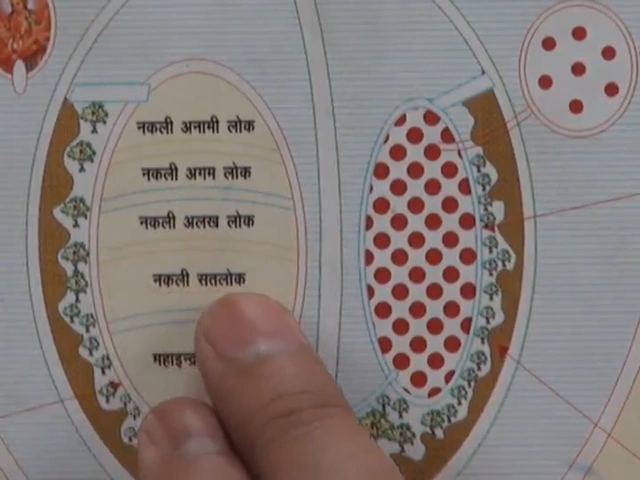 नकली अनामी लोक
नकली अगम लोक
नकली अलख लोक
नकली सतलोक